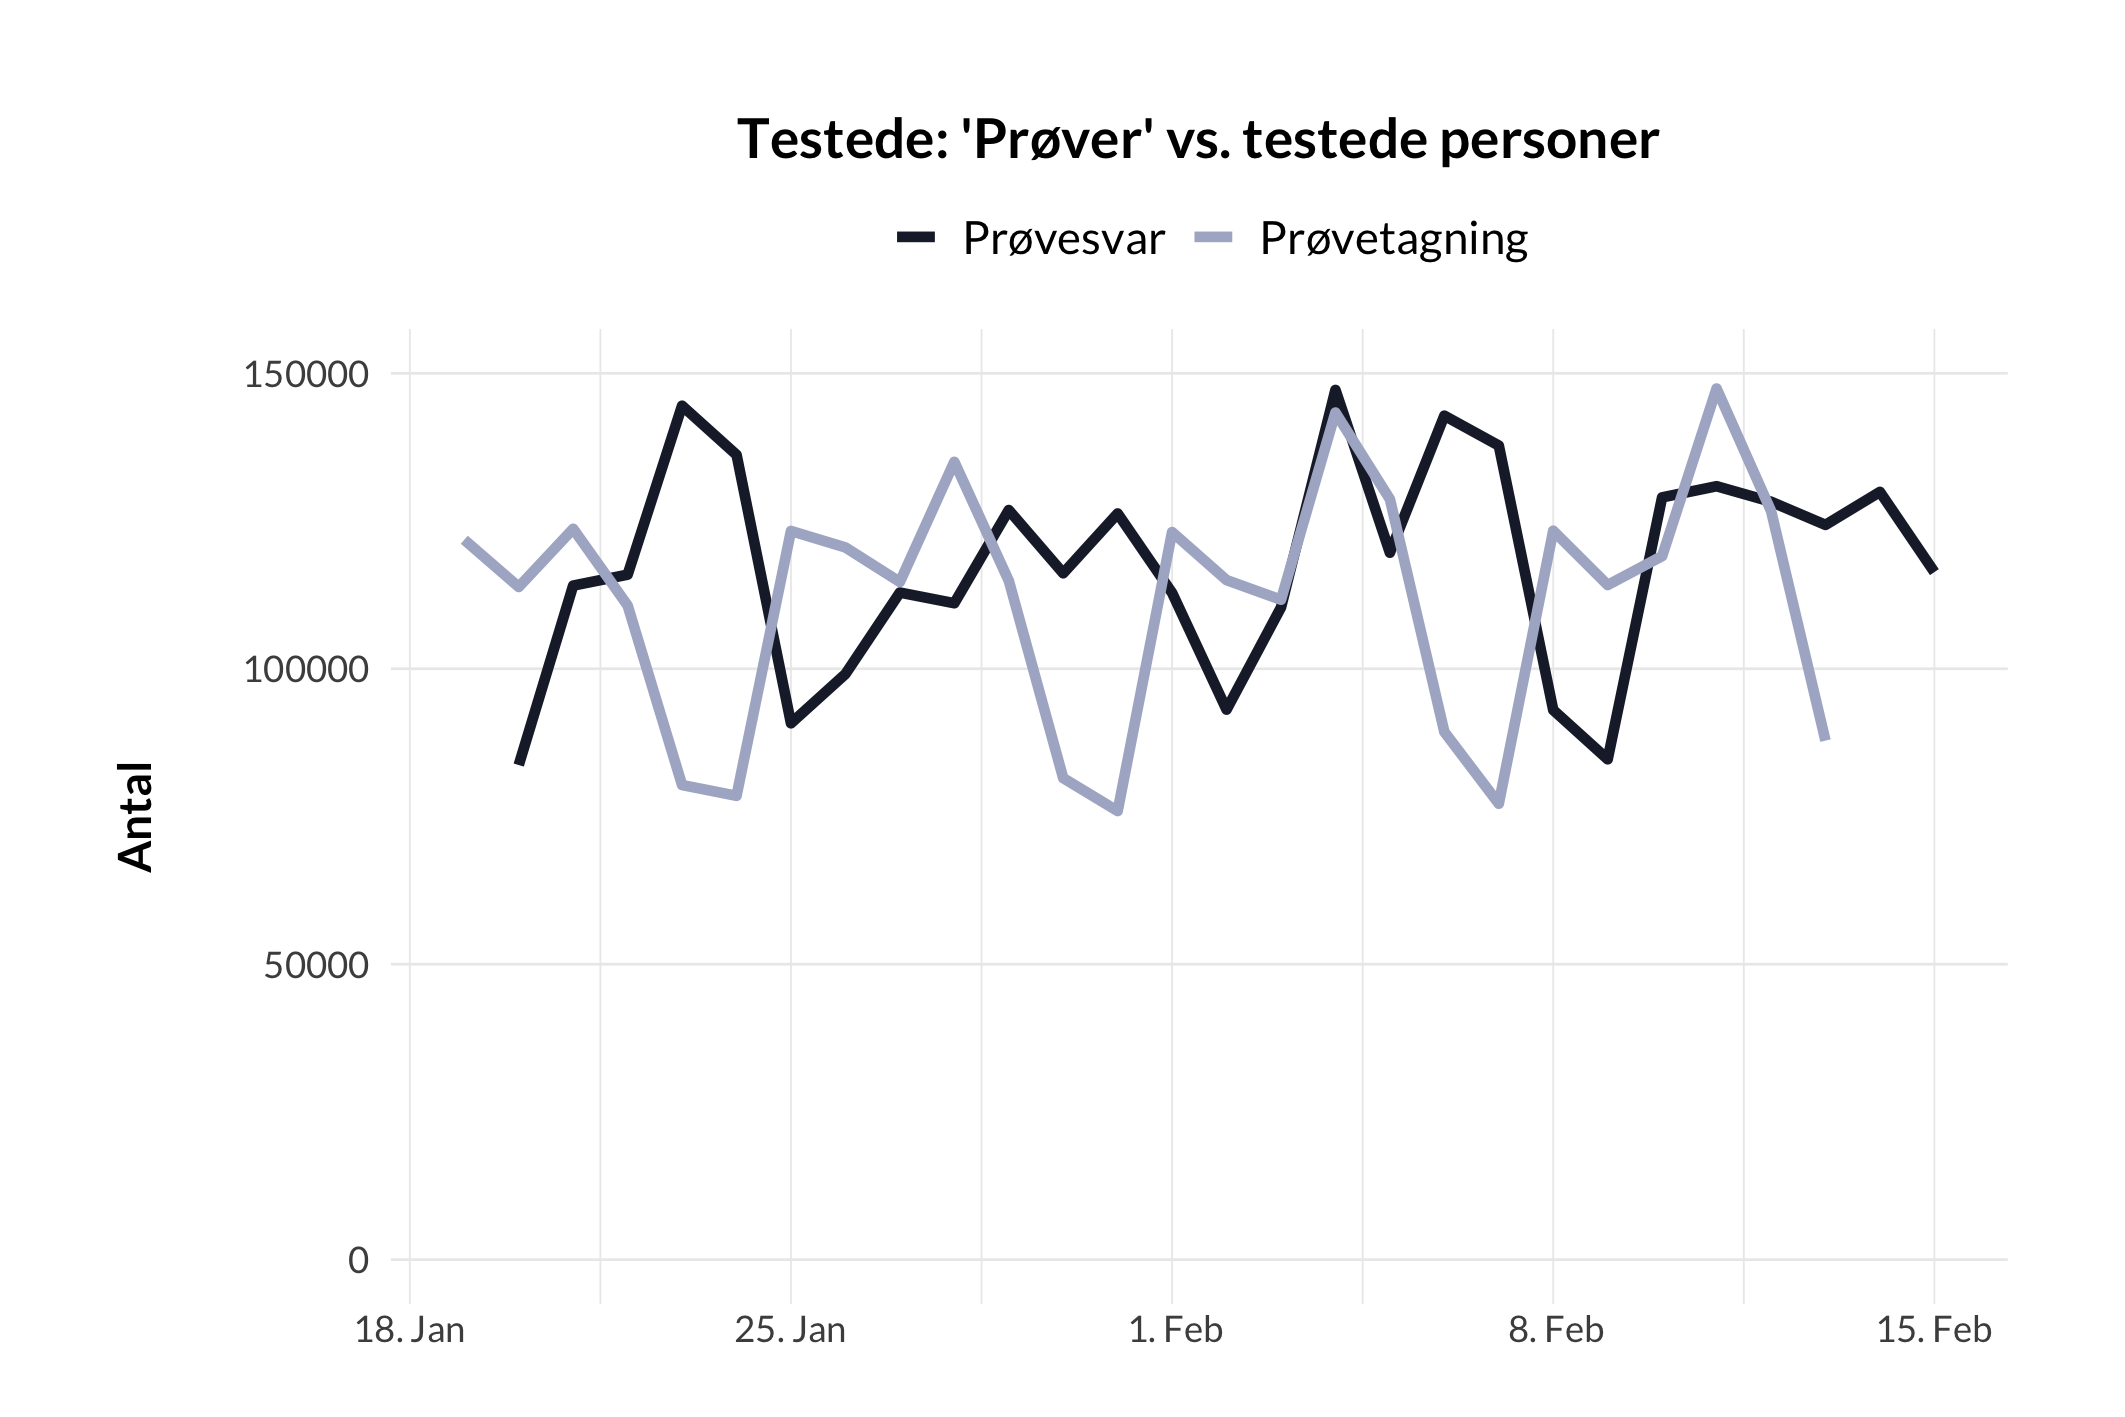 Testede: 'Prøver' vs. testede personer
Prøvesvar
Prøvetagning
150000
100000
50000
0
Antal
18. Jan
25. Jan
1. Feb
8. Feb
15. Feb